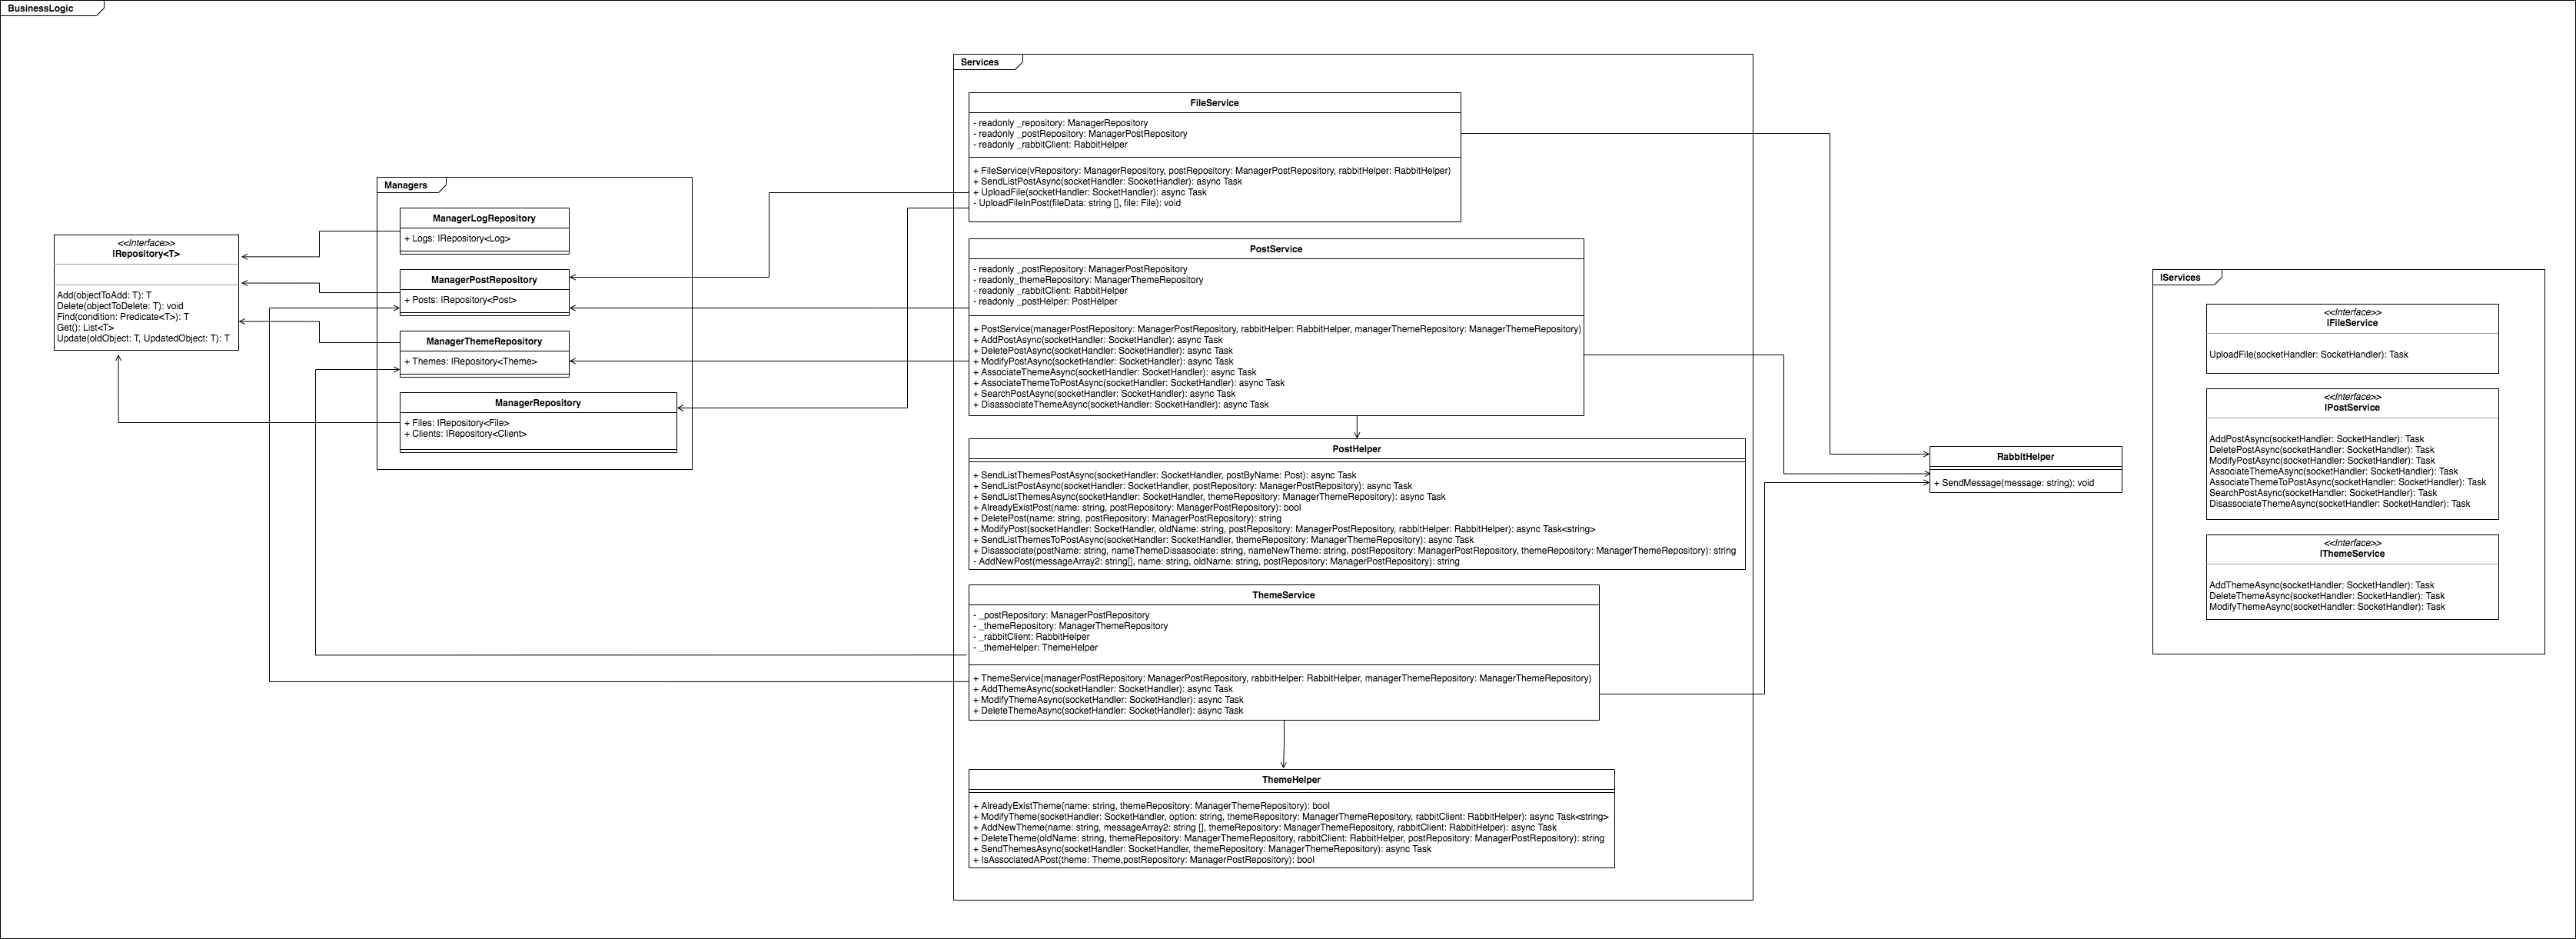 BusinessLogic
<<Interface>>
IRepository<T>
Add(objectToAdd: T): T
Delete(objectToDelete: T): void
Find(condition: Predicate<T>): T
Get(): List<T>
Update(oldObject: T, UpdatedObject: T): T
Managers
ManagerLogRepository
+ Logs: IRepository<Log>
ManagerPostRepository
+ Posts: IRepository<Post>
ManagerThemeRepository
+ Themes: IRepository<Theme>
ManagerRepository
+ Files: IRepository<File>
+ Clients: IRepository<Client>
Services
FileService
- readonly _repository: ManagerRepository
- readonly _postRepository: ManagerPostRepository
- readonly _rabbitClient: RabbitHelper
+ FileService(vRepository: ManagerRepository, postRepository: ManagerPostRepository, rabbitHelper: RabbitHelper)
+ SendListPostAsync(socketHandler: SocketHandler): async Task
+ UploadFile(socketHandler: SocketHandler): async Task
- UploadFileInPost(fileData: string [], file: File): void
PostService
- readonly _postRepository: ManagerPostRepository
- readonly_themeRepository: ManagerThemeRepository
- readonly _rabbitClient: RabbitHelper
- readonly _postHelper: PostHelper
+ PostService(managerPostRepository: ManagerPostRepository, rabbitHelper: RabbitHelper, managerThemeRepository: ManagerThemeRepository)
+ AddPostAsync(socketHandler: SocketHandler): async Task
+ DeletePostAsync(socketHandler: SocketHandler): async Task
+ ModifyPostAsync(socketHandler: SocketHandler): async Task
+ AssociateThemeAsync(socketHandler: SocketHandler): async Task
+ AssociateThemeToPostAsync(socketHandler: SocketHandler): async Task
+ SearchPostAsync(socketHandler: SocketHandler): async Task
+ DisassociateThemeAsync(socketHandler: SocketHandler): async Task
PostHelper
+ SendListThemesPostAsync(socketHandler: SocketHandler, postByName: Post): async Task
+ SendListPostAsync(socketHandler: SocketHandler, postRepository: ManagerPostRepository): async Task
+ SendListThemesAsync(socketHandler: SocketHandler, themeRepository: ManagerThemeRepository): async Task
+ AlreadyExistPost(name: string, postRepository: ManagerPostRepository): bool
+ DeletePost(name: string, postRepository: ManagerPostRepository): string
+ ModifyPost(socketHandler: SocketHandler, oldName: string, postRepository: ManagerPostRepository, rabbitHelper: RabbitHelper): async Task<string>
+ SendListThemesToPostAsync(socketHandler: SocketHandler, themeRepository: ManagerThemeRepository): async Task
+ Disassociate(postName: string, nameThemeDissasociate: string, nameNewTheme: string, postRepository: ManagerPostRepository, themeRepository: ManagerThemeRepository): string
- AddNewPost(messageArray2: string[], name: string, oldName: string, postRepository: ManagerPostRepository): string
ThemeService
- _postRepository: ManagerPostRepository
- _themeRepository: ManagerThemeRepository
- _rabbitClient: RabbitHelper
- _themeHelper: ThemeHelper
+ ThemeService(managerPostRepository: ManagerPostRepository, rabbitHelper: RabbitHelper, managerThemeRepository: ManagerThemeRepository)
+ AddThemeAsync(socketHandler: SocketHandler): async Task
+ ModifyThemeAsync(socketHandler: SocketHandler): async Task
+ DeleteThemeAsync(socketHandler: SocketHandler): async Task
ThemeHelper
+ AlreadyExistTheme(name: string, themeRepository: ManagerThemeRepository): bool
+ ModifyTheme(socketHandler: SocketHandler, option: string, themeRepository: ManagerThemeRepository, rabbitClient: RabbitHelper): async Task<string>
+ AddNewTheme(name: string, messageArray2: string [], themeRepository: ManagerThemeRepository, rabbitClient: RabbitHelper): async Task
+ DeleteTheme(oldName: string, themeRepository: ManagerThemeRepository, rabbitClient: RabbitHelper, postRepository: ManagerPostRepository): string
+ SendThemesAsync(socketHandler: SocketHandler, themeRepository: ManagerThemeRepository): async Task
+ IsAssociatedAPost(theme: Theme,postRepository: ManagerPostRepository): bool
RabbitHelper
+ SendMessage(message: string): void
IServices
<<Interface>>
IFileService
UploadFile(socketHandler: SocketHandler): Task
<<Interface>>
IPostService
AddPostAsync(socketHandler: SocketHandler): Task
DeletePostAsync(socketHandler: SocketHandler): Task
ModifyPostAsync(socketHandler: SocketHandler): Task
AssociateThemeAsync(socketHandler: SocketHandler): Task
AssociateThemeToPostAsync(socketHandler: SocketHandler): Task
SearchPostAsync(socketHandler: SocketHandler): Task
DisassociateThemeAsync(socketHandler: SocketHandler): Task
<<Interface>>
IThemeService
AddThemeAsync(socketHandler: SocketHandler): Task
DeleteThemeAsync(socketHandler: SocketHandler): Task
ModifyThemeAsync(socketHandler: SocketHandler): Task